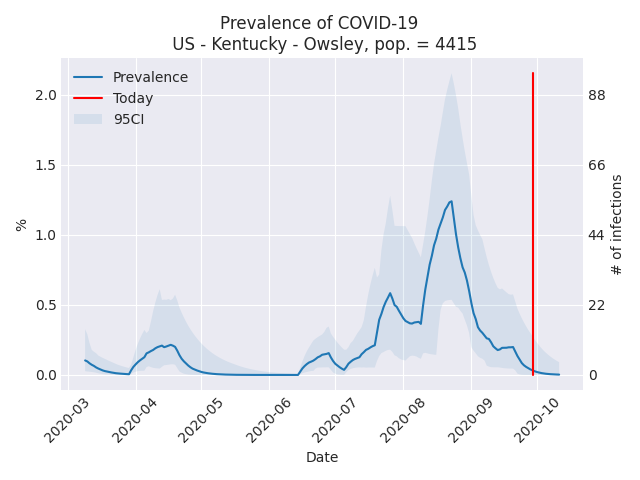 Prevalence of COVID-19
US - Kentucky - Owsley, pop. = 4415
Prevalence
Today
95CI
2.0
1.5
1.0
0.5
0.0
%
88
66
44
22
0
# of infections
2020-03
2020-04
2020-05
2020-06
2020-07
2020-08
2020-09
2020-10
Date